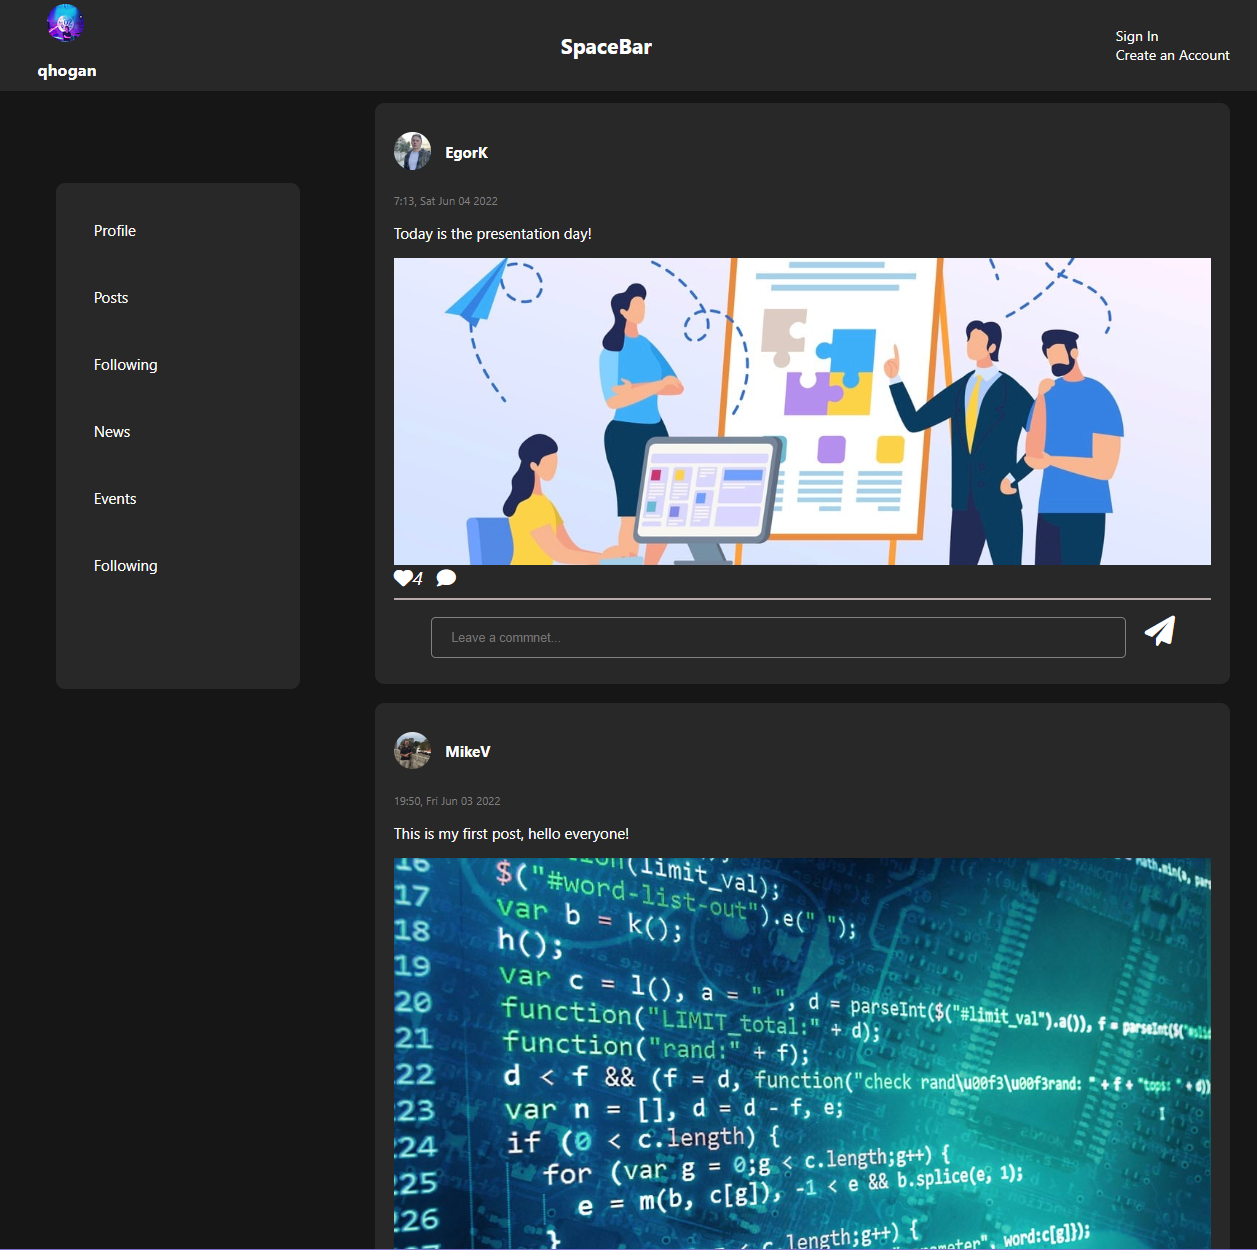 qhogan
SpaceBar
Sign In
Create an Account
Profile
Posts
Following
News
Events
Following
EgorK
7:13, Sat Jun 04 2022
Today is the presentation day!
4
Leave a commnet...
MikeV
19:50, Fri Jun 03 2022
This is my first post, hello everyone!
16
17 $("#word-list-out").e(" ");
18 var b = k();
h();
19 var c = l(), a = " ", d = parseInt($("#limit_val").a()), f = parseInt($("
20 function("LIMIT_total:" + d);
21 function("rand:" + f);
22 d < f && (f = d, function("check rand\u00f3\u00f3rand: " + f + "tops: " + d))
23 var n = [], d = d - f, e;
24 if (0 < c.length) {
25 for (var g = 0;g < c.length;g++) {
26 e = m(b, c[g]), -1 < e && b.splice(e, 1);
}